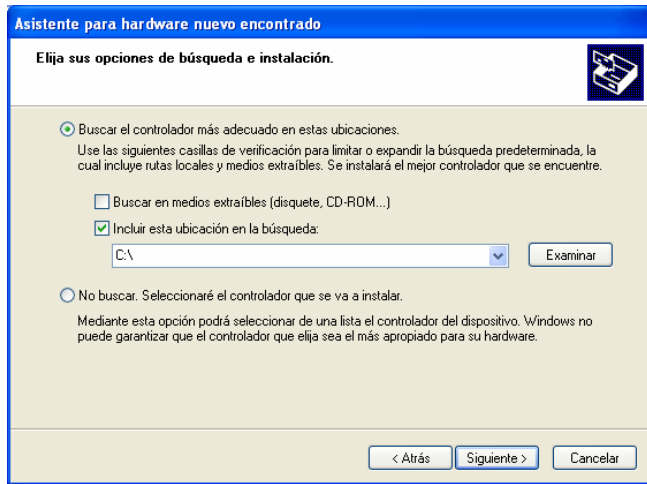 Asistente para hardware nuevo encontrado
Elija sus opciones de búsqueda e instalación.
Buscar el controlador más adecuado en estas ubicaciones.
Use las siguientes casillas de verificación para limitar o expandir la búsqueda predeterminada, la
cual incluye rutas locales y medios extraíbles. Se instalará el mejor controlador que se encuentre.
Buscar en medios extraíbles (disquete, CD-ROM...)
Incluir esta ubicación en la búsqueda:
C:\
Examinar
No buscar. Seleccionaré el controlador que se va a instalar.
Mediante esta opción podrá seleccionar de una lista el controlador del dispositivo. Windows no
puede garantizar que el controlador que elija sea el más apropiado para su hardware.
< Atrás
Siguiente >
Cancelar